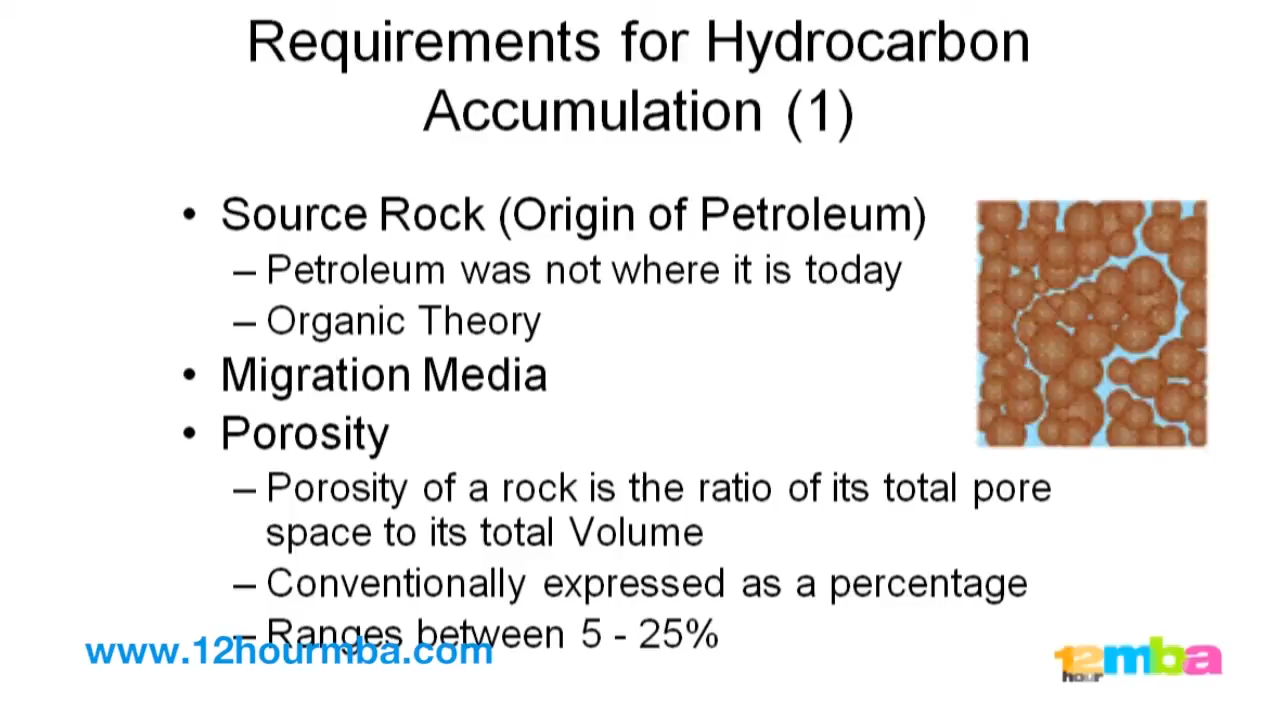 Requirements for Hydrocarbon
Accumulation (1)
• Source Rock (Origin of Petroleum)
– Petroleum was not where it is today
– Organic Theory
• Migration Media
• Porosity
– Porosity of a rock is the ratio of its total pore
space to its total Volume
– Conventionally expressed as a percentage
– Ranges between 5 - 25%
www.12hourmba.com
12mba
hour